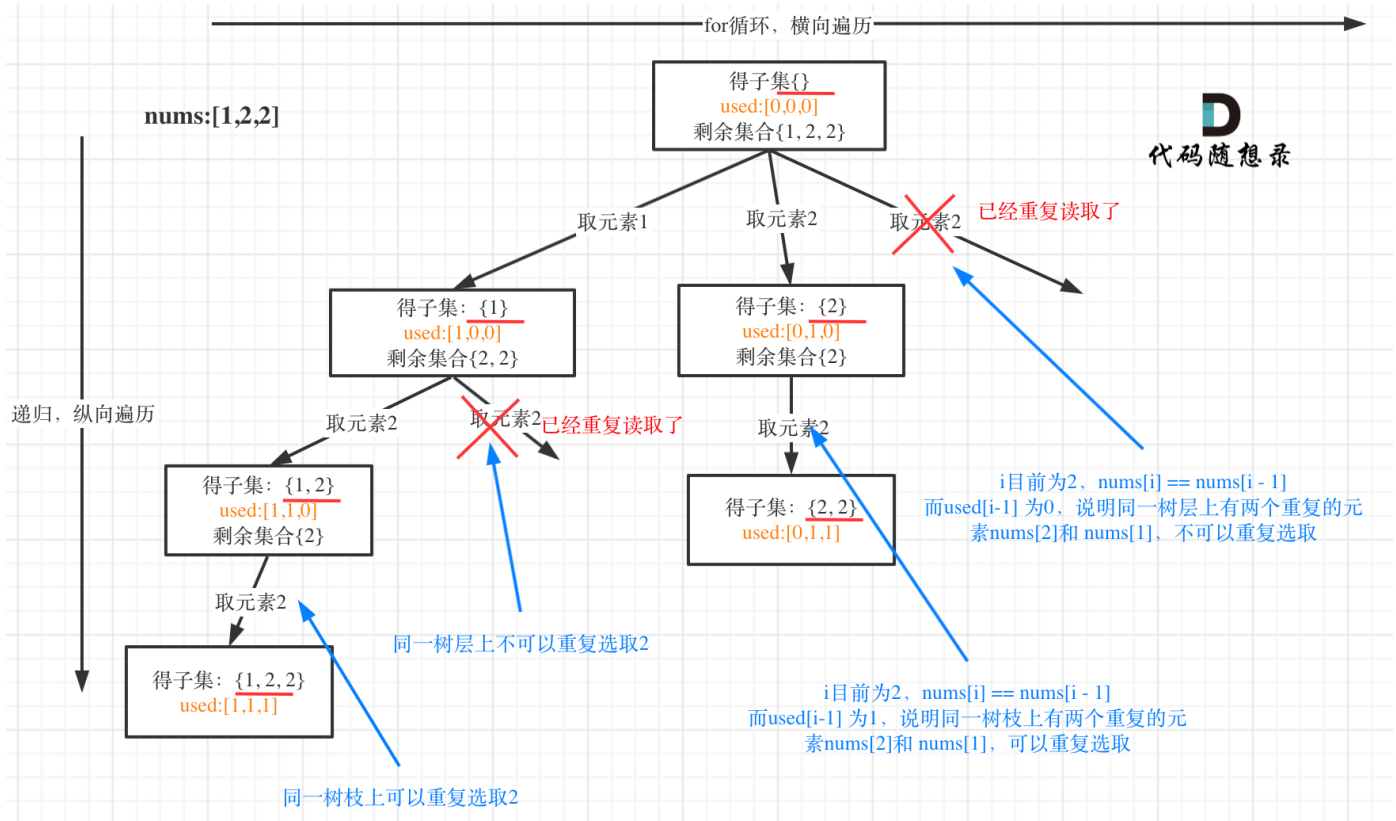 for循环，横向遍历
nums:[1,2,2]
得子集{}
used:[0,0,0]
剩余集合{1, 2, 2}
代码随想录
取元素1
取元素2
取元素2
已经重复读取了
得子集：{1}
used:[1,0,0]
剩余集合{2, 2}
得子集：{2}
used:[0,1,0]
剩余集合{2}
递归，纵向遍历
取元素2
取元素2
已经重复读取了
取元素2
得子集：{1, 2}
used:[1,1,0]
剩余集合{2}
得子集：{2, 2}
used:[0,1,1]
i目前为2，nums[i] == nums[i - 1]
而used[i-1] 为0，说明同一树层上有两个重复的元
素nums[2]和 nums[1]，不可以重复选取
取元素2
同一树层上不可以重复选取2
得子集：{1, 2, 2}
used:[1,1,1]
i目前为2，nums[i] == nums[i - 1]
而used[i-1] 为1，说明同一树枝上有两个重复的元
素nums[2]和 nums[1]，可以重复选取
同一树枝上可以重复选取2